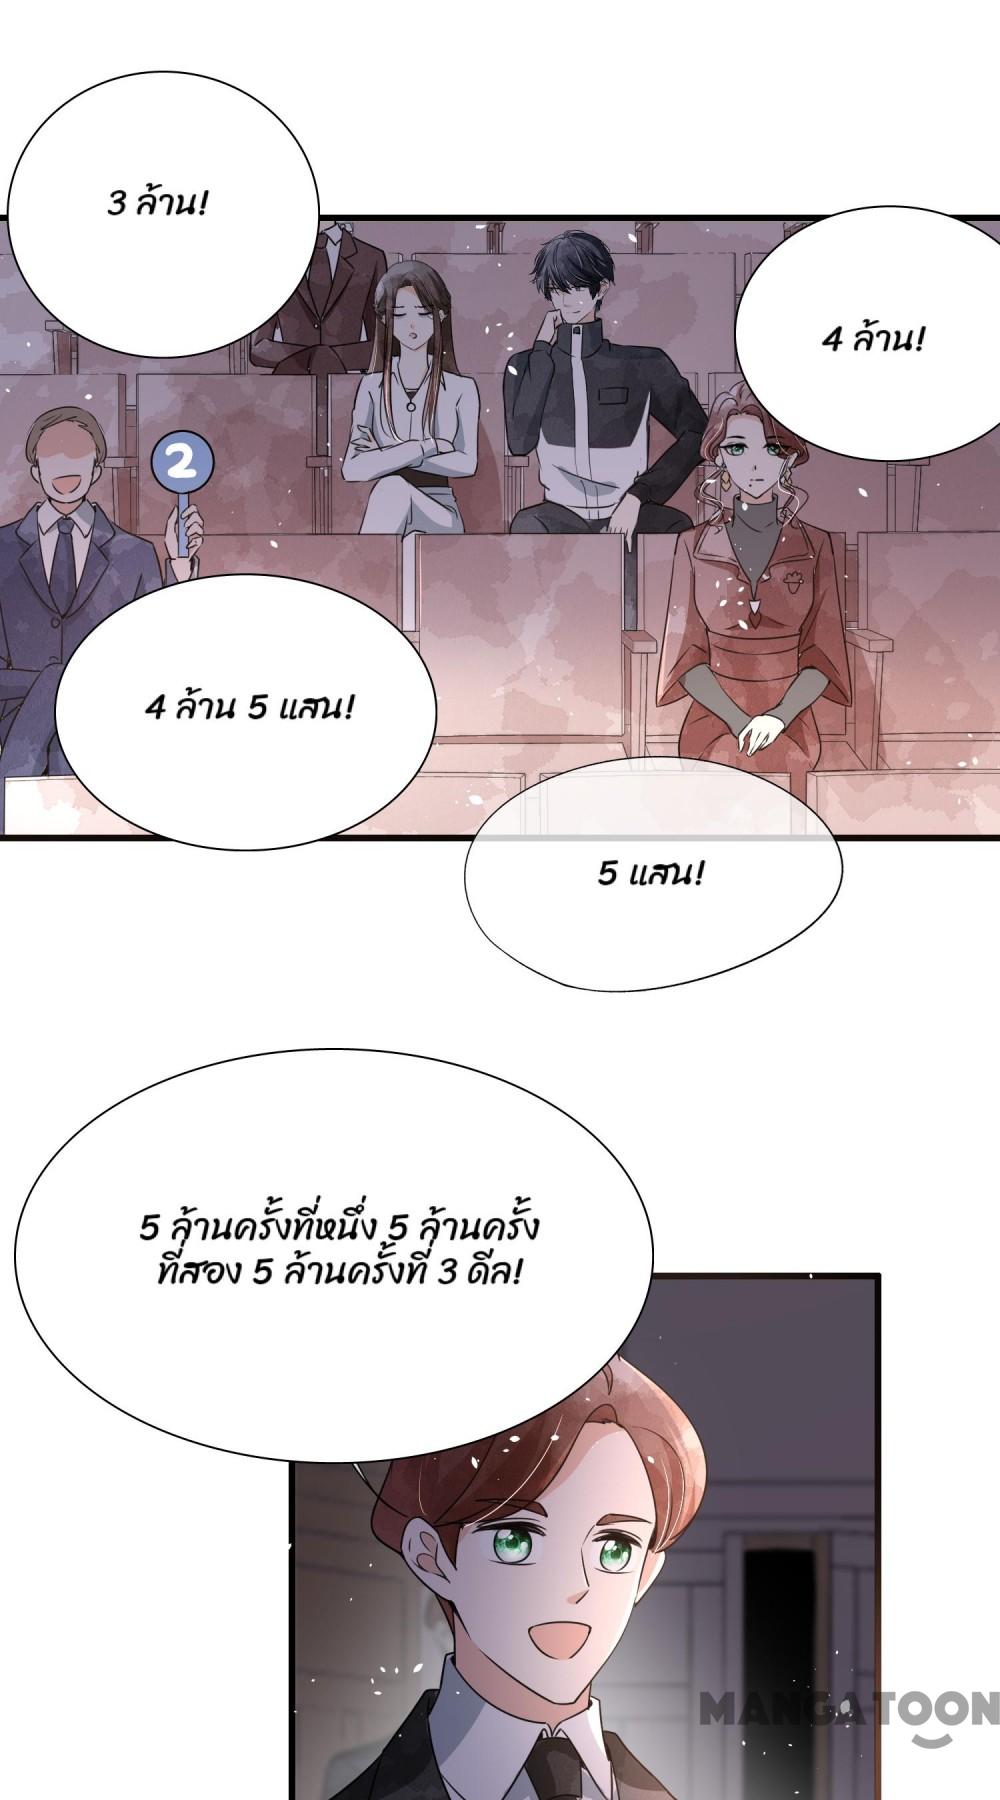 3 ล้าน!
4 ล้าน!
2
4 ล้าน 5 แสน!
5 แสน!
5 ล้านครั้งที่หนึ่ง 5 ล้านครั้ง
ที่สอง 5 ล้านครั้งที่ 3 ดีล!
MANGATOON